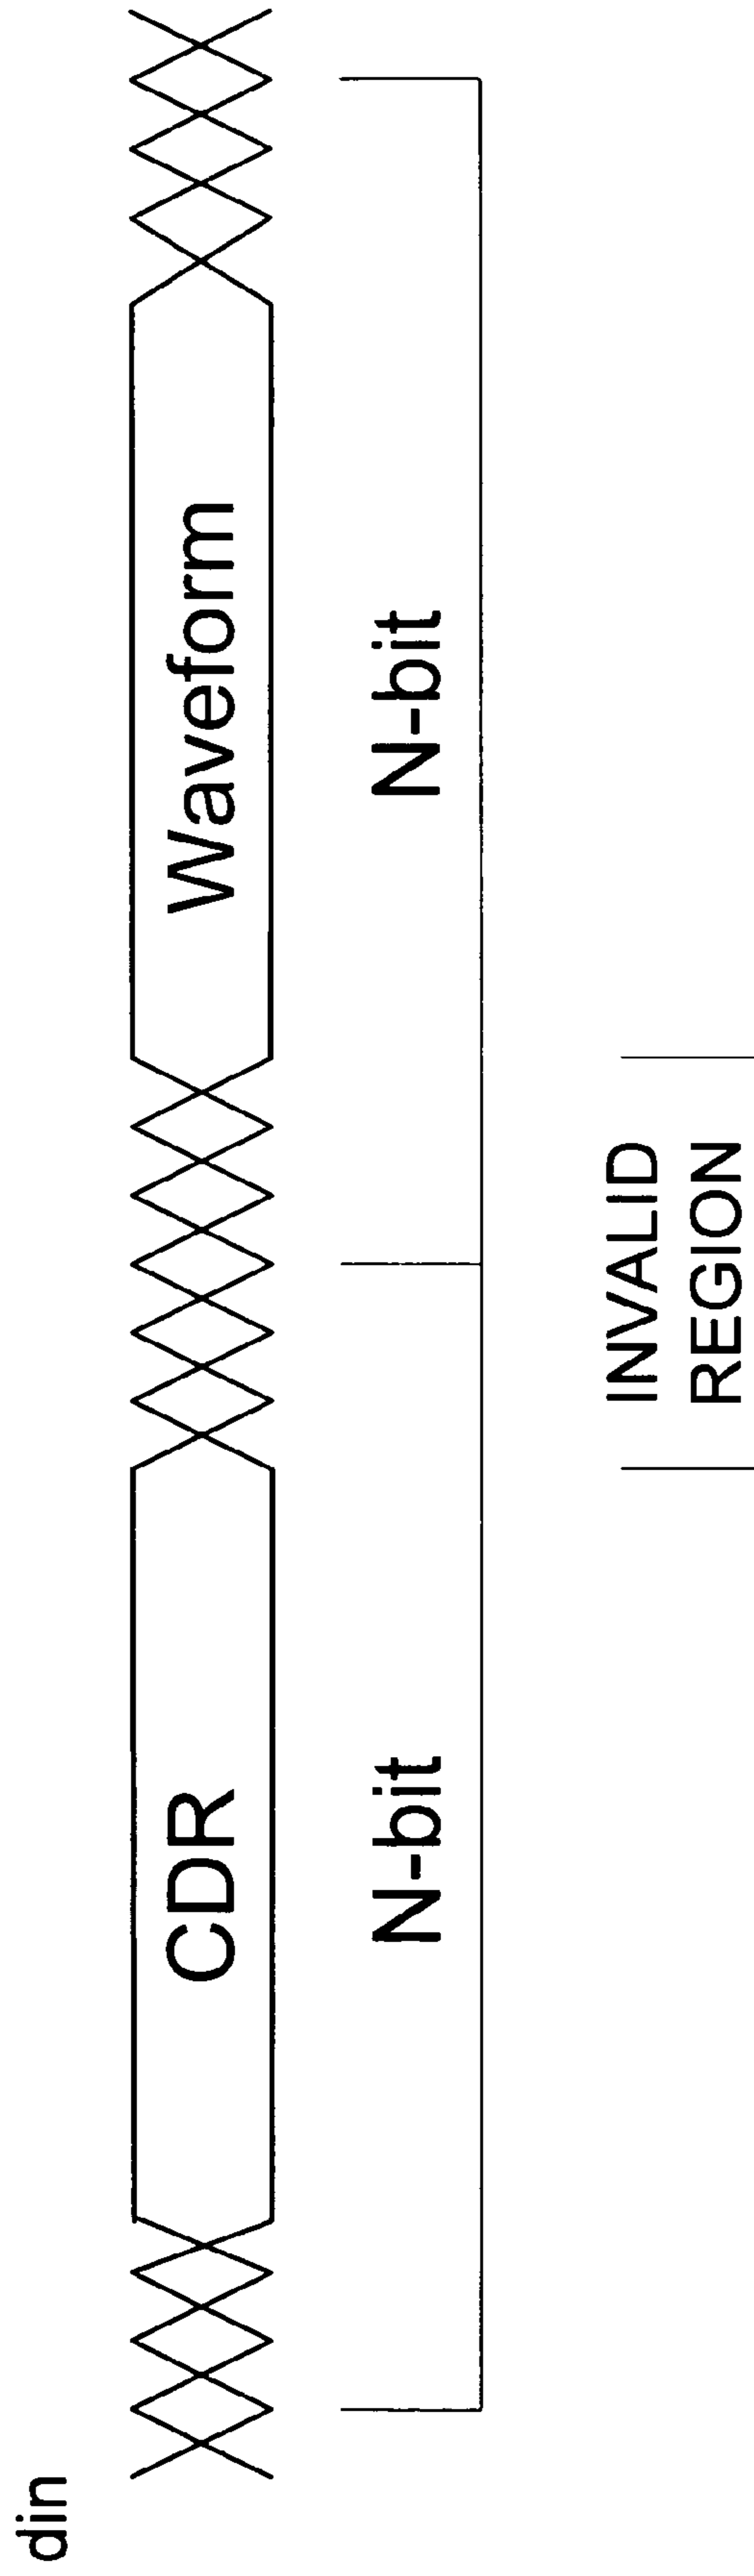 din
CDR
Waveform
N-bit
N-bit
INVALID
REGION